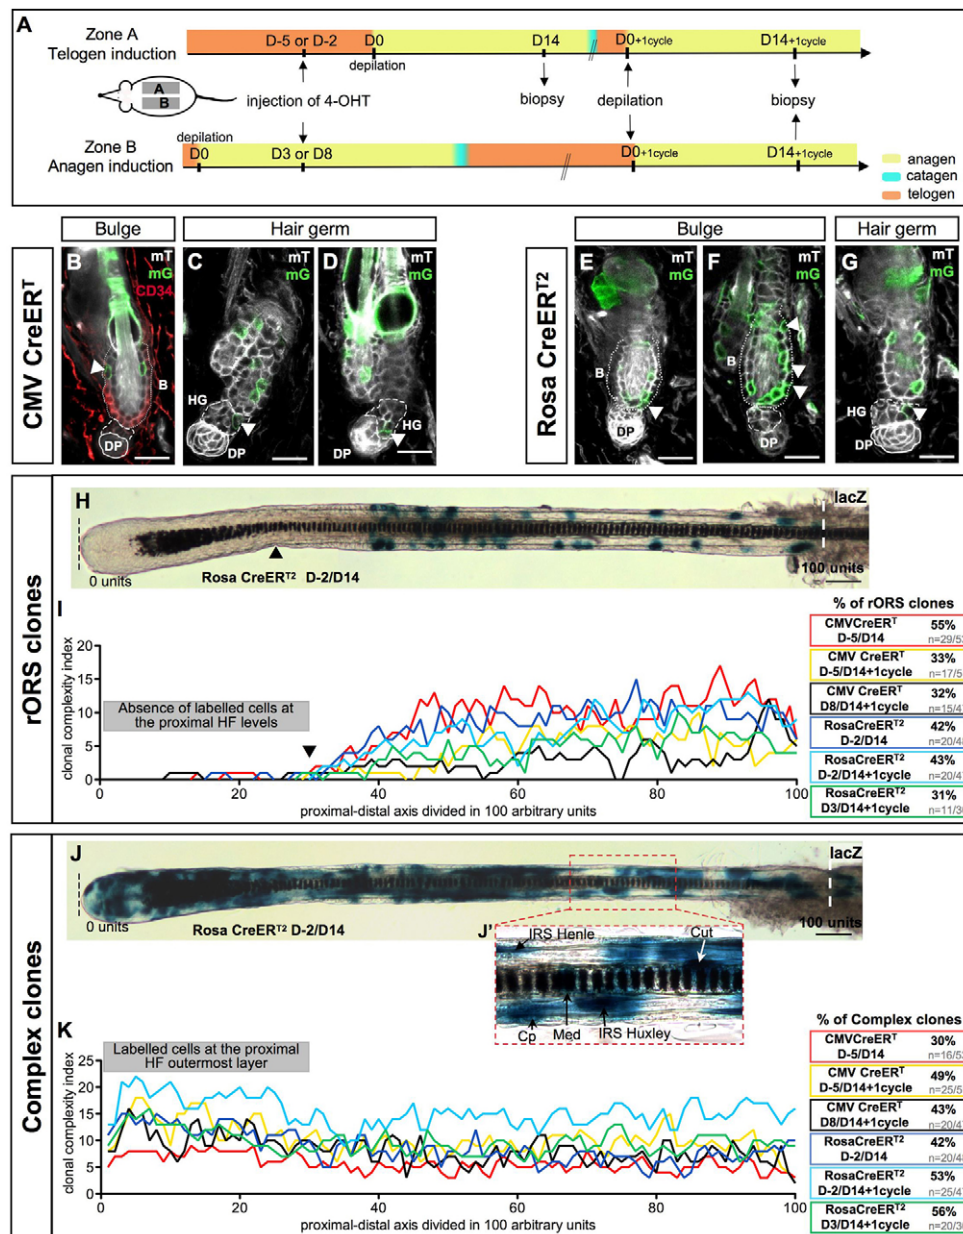 A
Zone A
Telogen induction
D-5 or D-2
D0
D14
D0+1cycle
D14+1cycle
depilation
A
B
injection of 4-OHT
biopsy
depilation
biopsy
depilation
Zone B
Anagen induction
D0
D3 or D8
D0+1cycle
D14+1cycle
anagen
catagen
telogen
Bulge
Hair germ
Bulge
Hair germ
CMV CreERT
B
mT
mG
CD34
B
DP
C
mT
mG
HG
DP
D
mT
mG
HG
DP
Rosa CreERT2
E
mT
mG
B
DP
F
mT
mG
B
DP
G
mT
mG
HG
DP
rORS clones
H
lacZ
0 units
Rosa CreERT2 D-2/D14
100 units
I
% of rORS clones
clonal complexity index
20
15
10
5
0
Absence of labelled cells at
the proximal HF levels
0
20
40
60
80
100
proximal-distal axis divided in 100 arbitrary units
CMVCreERT
D-5/D14
55%
CMV CreERT
D-5/D14+1cycle
33%
CMV CreERT
D8/D14+1cycle
32%
RosaCreERT2
D-2/D14
42%
RosaCreERT2
D-2/D14+1cycle
43%
RosaCreERT2
D3/D14+1cycle
31%
Complex clones
J
lacZ
0 units
Rosa CreERT2 D-2/D14
100 units
J'
IRS Henle
Cut
Cp
Med
IRS Huxley
K
% of Complex clones
clonal complexity index
25
20
15
10
5
0
Labelled cells at the proximal
HF outermost layer
0
20
40
60
80
100
proximal-distal axis divided in 100 arbitrary units
CMVCreERT
D-5/D14
30%
CMV CreERT
D-5/D14+1cycle
49%
CMV CreERT
D8/D14+1cycle
43%
RosaCreERT2
D-2/D14
42%
RosaCreERT2
D-2/D14+1cycle
53%
RosaCreERT2
D3/D14+1cycle
56%